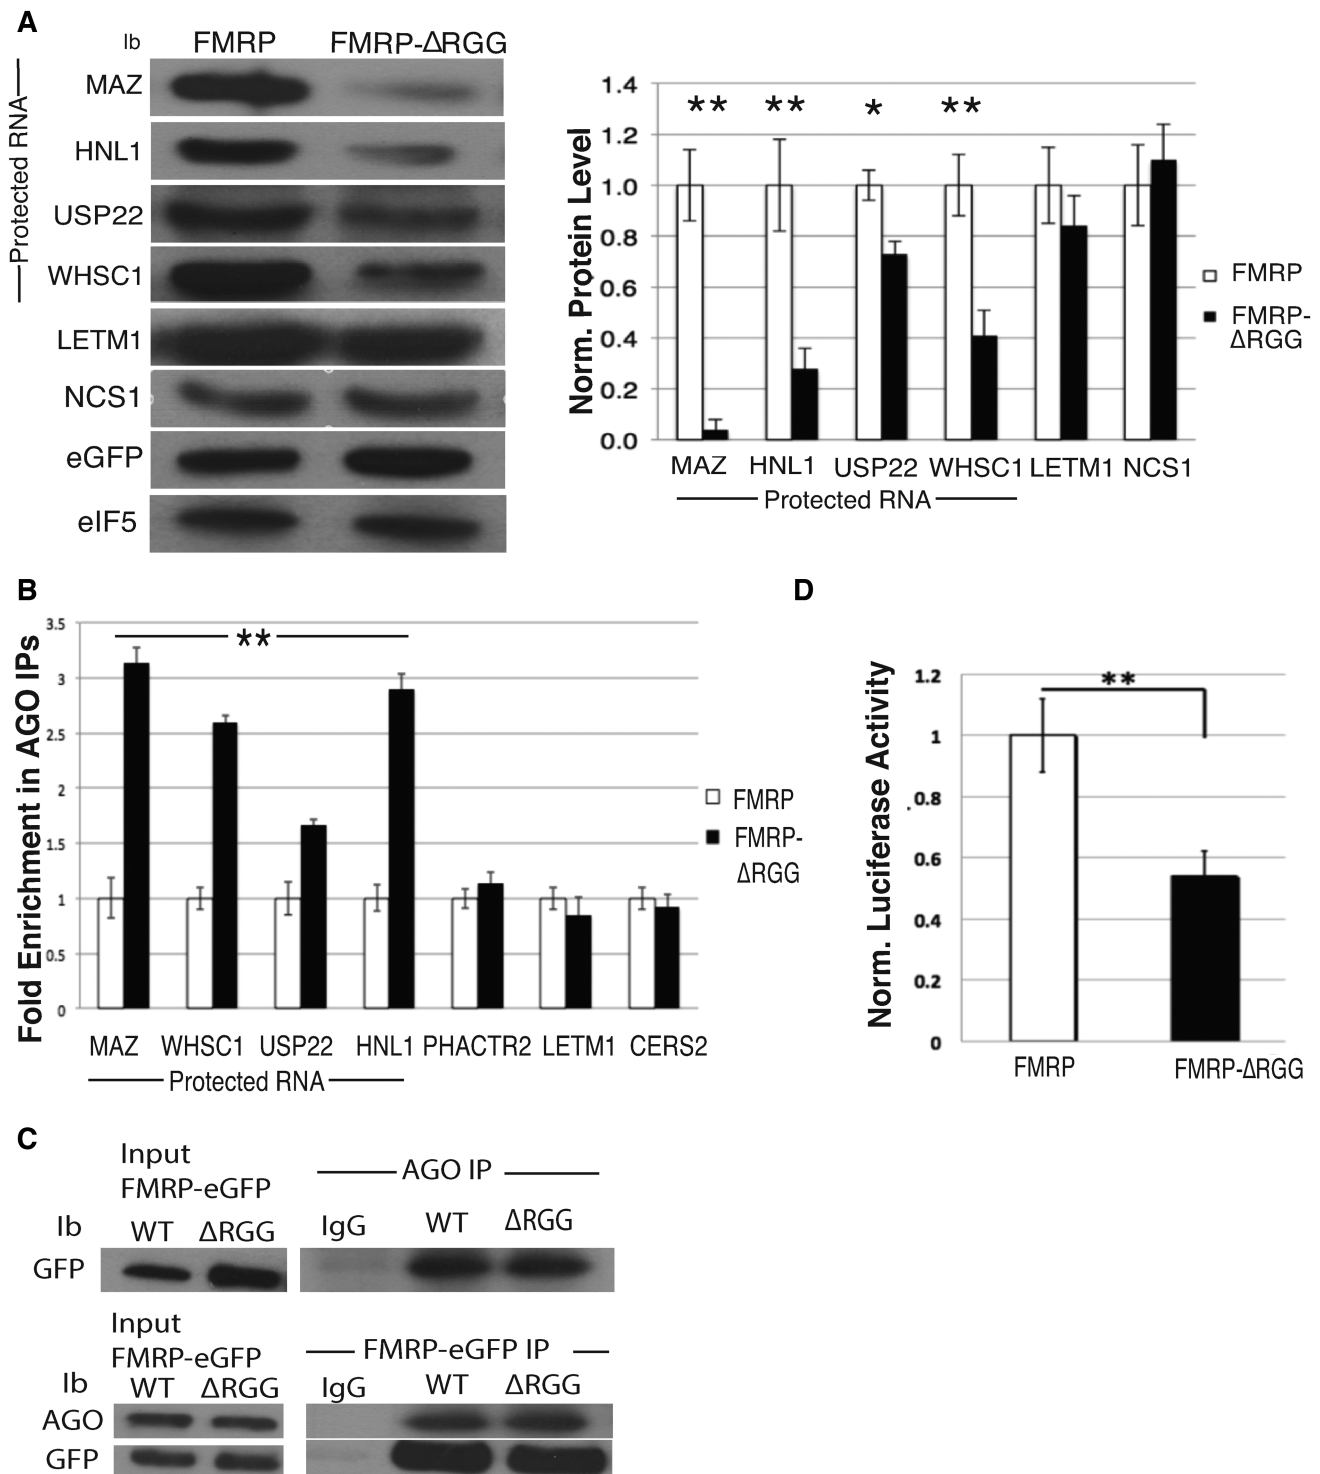 A
Ib FMRP FMRP-ΔRGG
Protected RNA
MAZ
HNL1
USP22
WHSC1
LETM1
NCS1
eGFP
eIF5
Norm. Protein Level
1.4
1.2
1.0
0.8
0.6
0.4
0.2
0.0
** ** * **
MAZ HNL1 USP22 WHSC1 LETM1 NCS1
Protected RNA
FMRP
FMRP-
ΔRGG
B
Fold Enrichment in AGO IPs
3.5
3
2.5
2
1.5
1
0.5
0
**
MAZ WHSC1 USP22 HNL1 PHACTR2 LETM1 CERS2
Protected RNA
FMRP
FMRP-
ΔRGG
D
Norm. Luciferase Activity
1.2
1
0.8
0.6
0.4
0.2
0
**
FMRP FMRP-ΔRGG
C
Input
FMRP-eGFP
AGO IP
Ib WT ΔRGG IgG WT ΔRGG
GFP
Input
FMRP-eGFP
FMRP-eGFP IP
Ib WT ΔRGG IgG WT ΔRGG
AGO
GFP